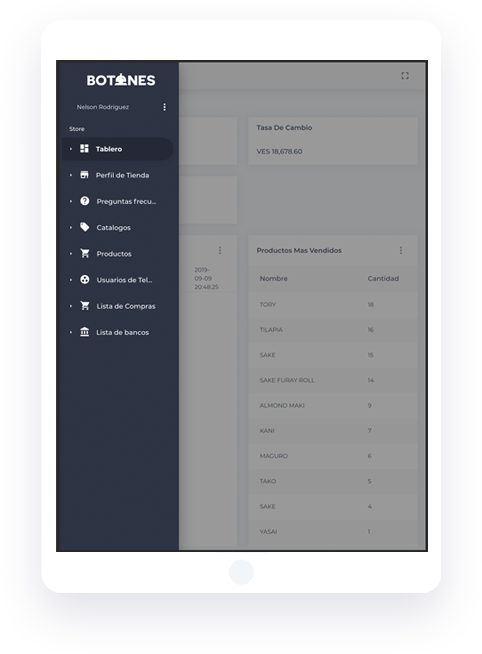 BOTONES
Nelson Rodriguez
Store
Tablero
Perfil de Tienda
Preguntas frecu...
Catalogos
Productos
Usuarios de Tel...
Lista de Compras
Lista de bancos
Tasa De Cambio
VES 18,678.60
2019-
09-09
20:48:25
Productos Mas Vendidos
Nombre Cantidad
TORY 18
TILAPIA 16
SAKE 15
SAKE FURAY ROLL 14
ALMOND MAKI 9
KANI 7
MAGURO 6
TAKO 5
SAKE 4
YASAI 1